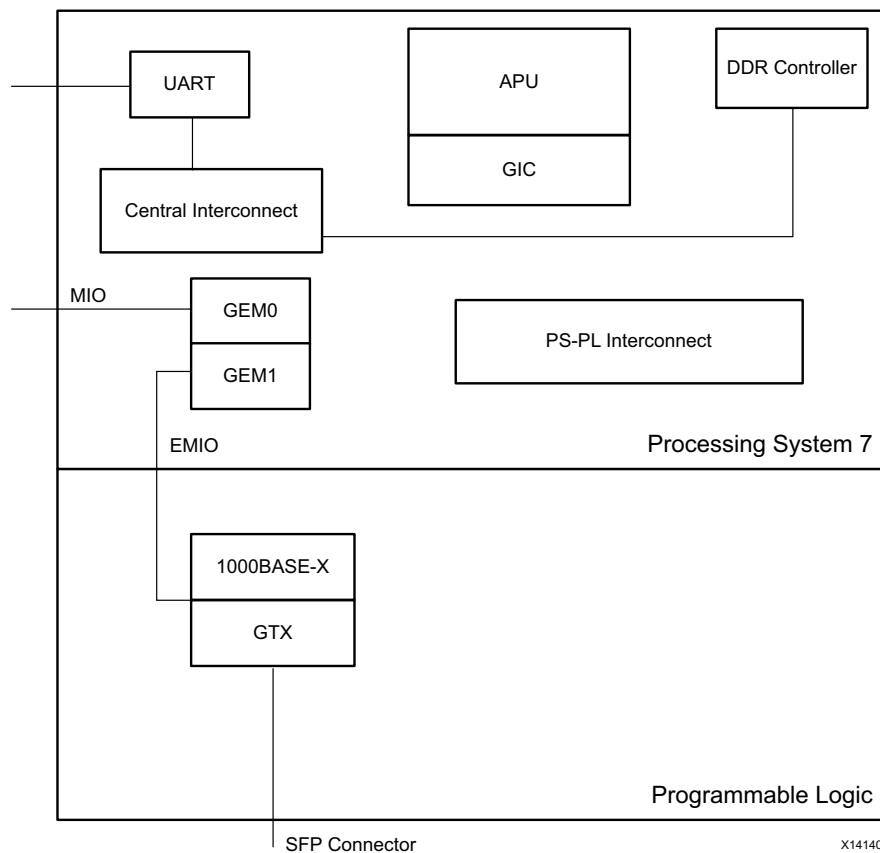 UART
APU
DDR Controller
GIC
Central Interconnect
MIO
GEM0
PS-PL Interconnect
GEM1
EMIO
Processing System 7
1000BASE-X
GTX
Programmable Logic
SFP Connector
X14140